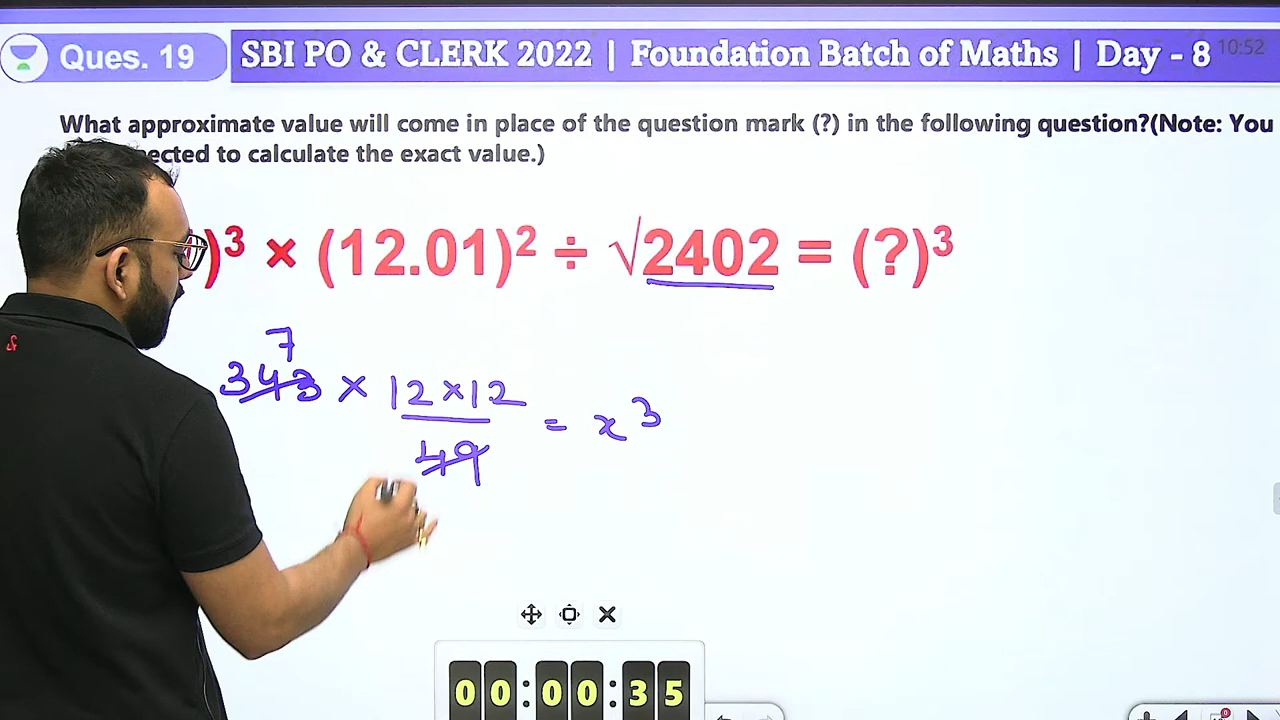 Ques. 19
SBI PO & CLERK 2022 | Foundation Batch of Maths | Day - 8 10:52
What approximate value will come in place of the question mark (?) in the following question?(Note: You
to calculate the exact value.)
)³ × (12.01)² ÷ √2402 = (?)³
7
343 × 12×12 = x³
49
00:00:35